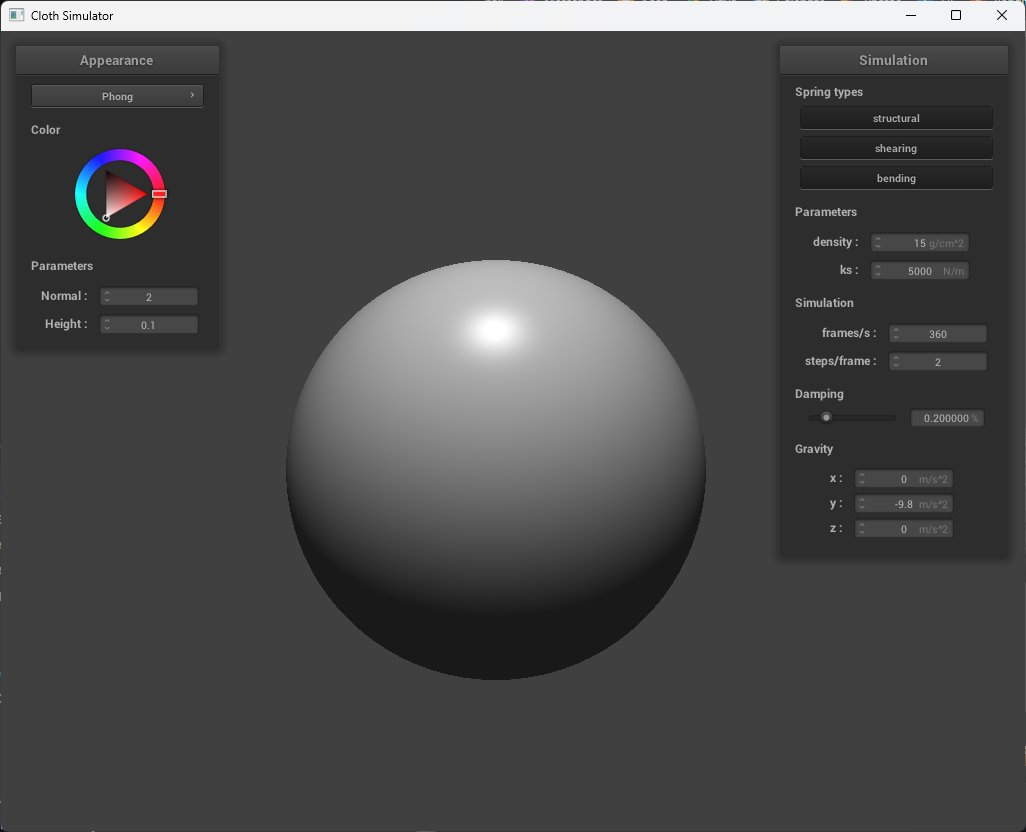 Cloth Simulator
Appearance
Phong
Color
Parameters
Normal : 2
Height : 0.1
Simulation
Spring types
structural
shearing
bending
Parameters
density : 15 g/cm^2
ks : 5000 N/m
Simulation
frames/s : 360
steps/frame : 2
Damping
0.200000 %
Gravity
x : 0 m/s^2
y : -9.8 m/s^2
z : 0 m/s^2